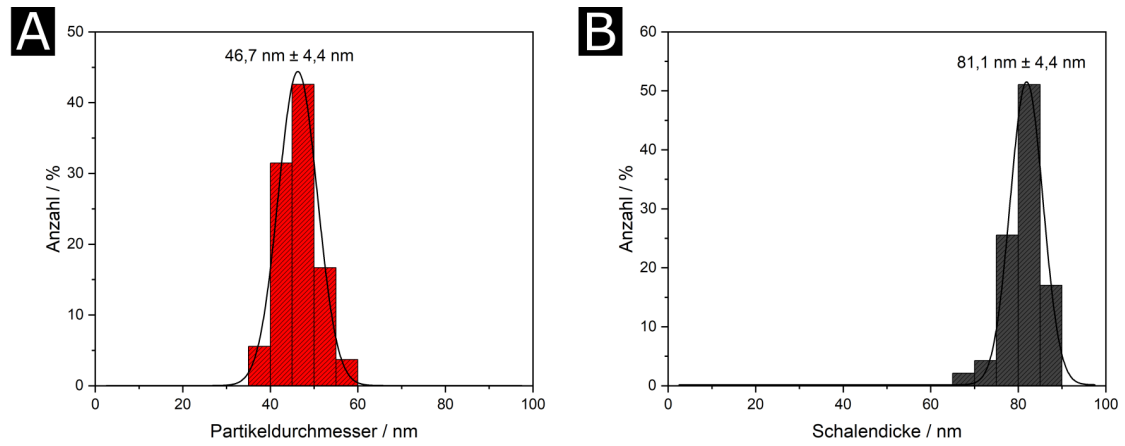 A
46,7 nm ± 4,4 nm
50
40
30
20
10
0
Anzahl / %
0 20 40 60 80 100
Partikeldurchmesser / nm
B
81,1 nm ± 4,4 nm
60
50
40
30
20
10
0
Anzahl / %
0 20 40 60 80 100
Schalendicke / nm